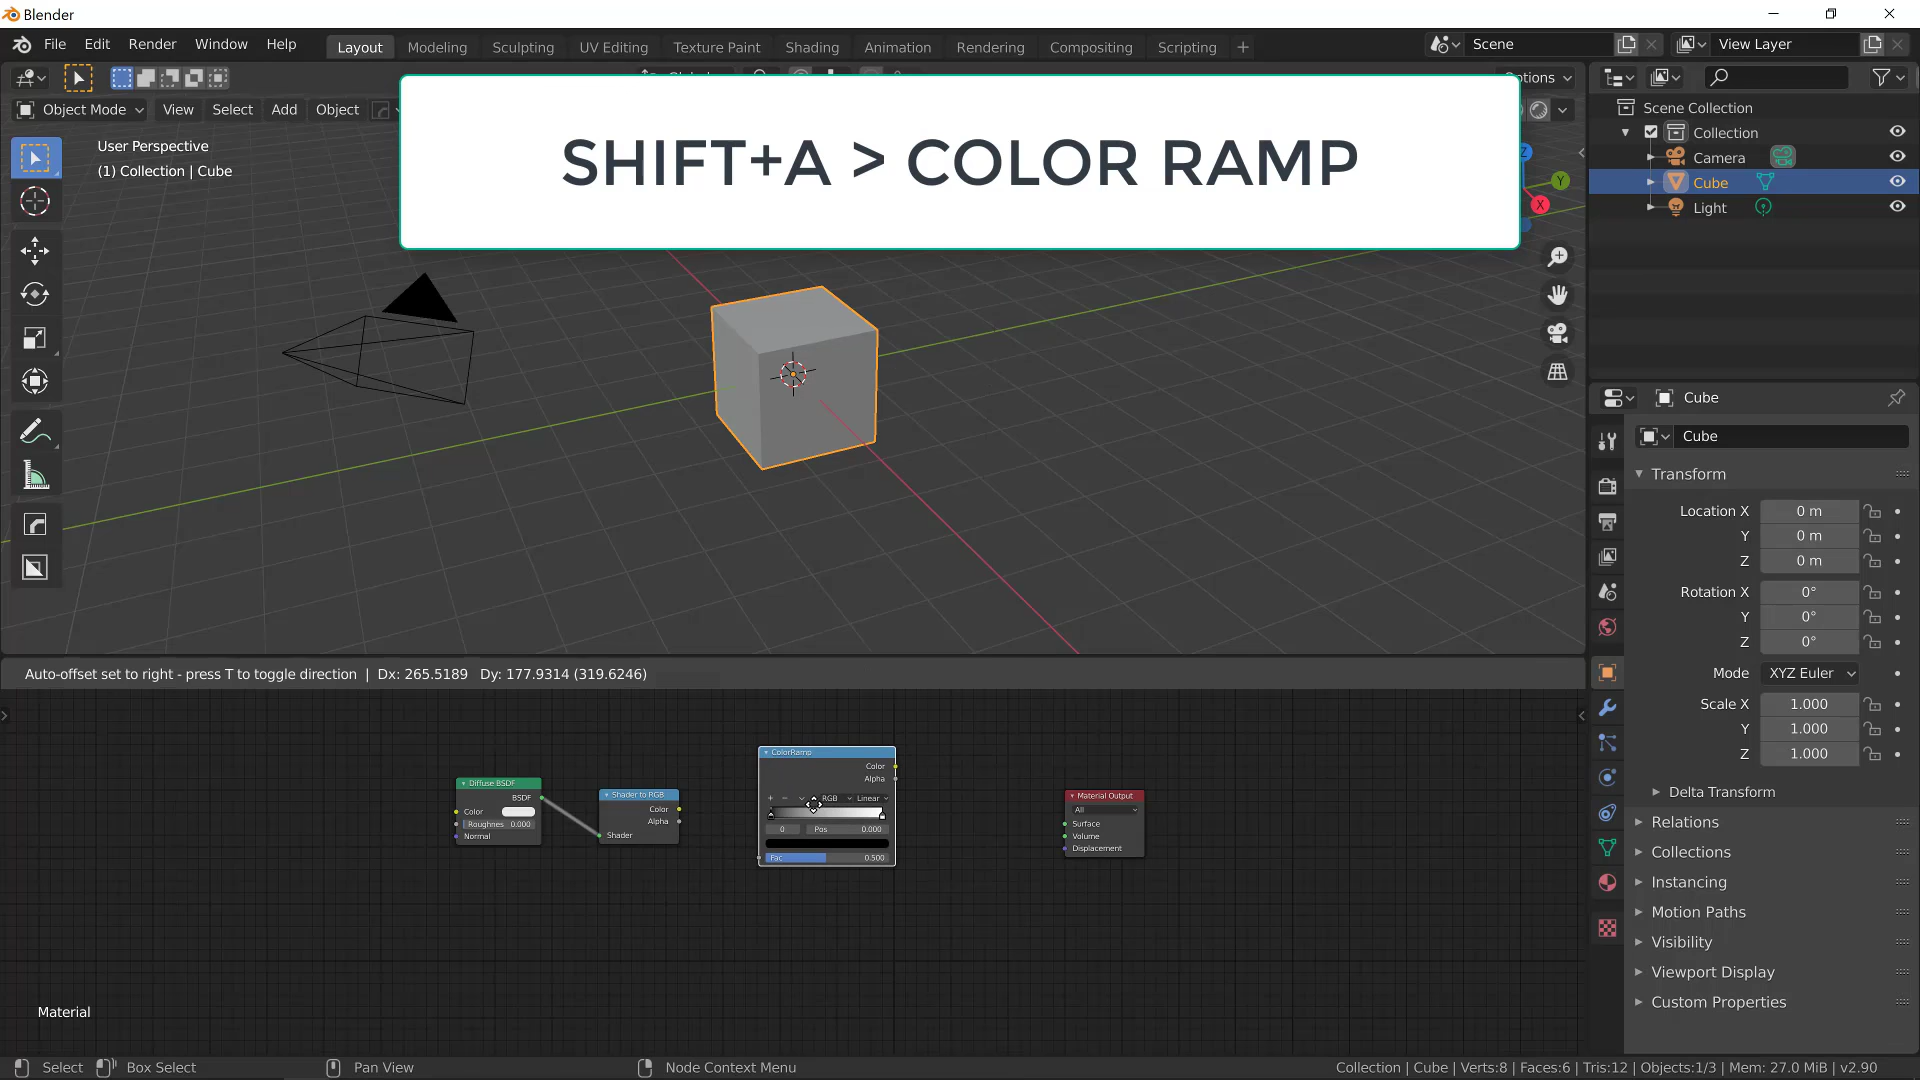 Blender
File Edit Render Window Help Layout Modeling Sculpting UV Editing Texture Paint Shading Animation Rendering Compositing Scripting + Scene View Layer
Options
Object Mode View Select Add Object
SHIFT+A > COLOR RAMP
User Perspective
(1) Collection | Cube
Z
Y
X
Scene Collection
Collection
Camera
Cube
Light
Cube
Cube
Transform
Location X 0 m
Y 0 m
Z 0 m
Rotation X 0°
Y 0°
Z 0°
Mode XYZ Euler
Scale X 1.000
Y 1.000
Z 1.000
Delta Transform
Relations
Collections
Instancing
Motion Paths
Visibility
Viewport Display
Custom Properties
Auto-offset set to right - press T to toggle direction | Dx: 265.5189 Dy: 177.9314 (319.6246)
Diffuse BSDF
BSDF
Color
Roughnes 0.000
Normal
Shader to RGB
Color
Alpha
Shader
ColorRamp
Color
Alpha
+ − RGB Linear
0 Pos 0.000
Fac 0.500
Material Output
All
Surface
Volume
Displacement
Material
Select Box Select Pan View Node Context Menu Collection | Cube | Verts:8 | Faces:6 | Tris:12 | Objects:1/3 | Mem: 27.0 MiB | v2.90